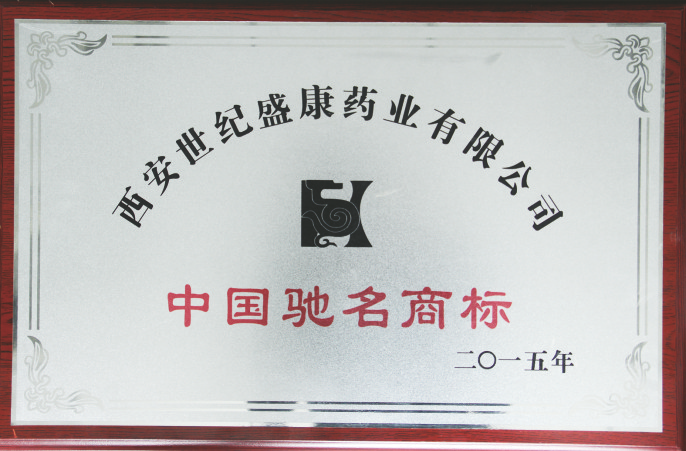 西安世纪盛康药业有限公司
中国驰名商标
二〇一五年